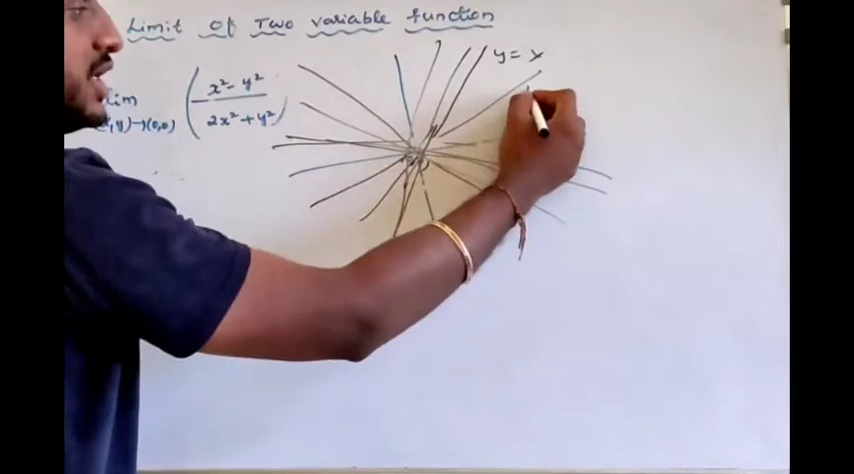 Limit of Two variable function
y = x
lim x² - y²
(x,y)→(0,0) 2x² + y²